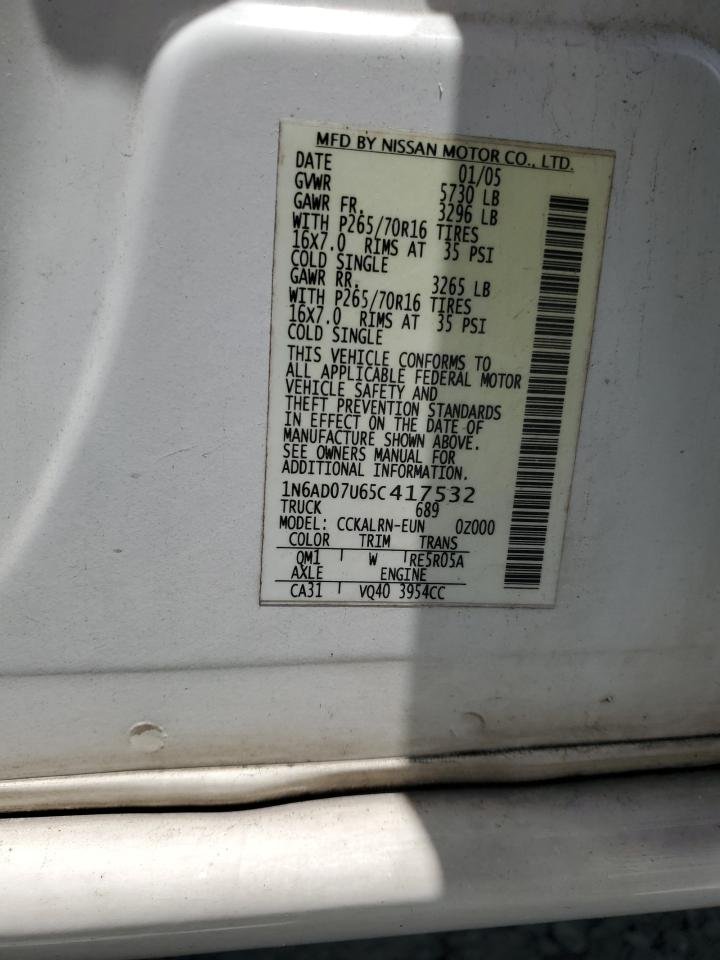 MFD BY NISSAN MOTOR CO., LTD.
DATE 01/05
GVWR 5730 LB
GAWR FR. 3296 LB
WITH P265/70R16 TIRES
16X7.0 RIMS AT 35 PSI
COLD SINGLE
GAWR RR. 3265 LB
WITH P265/70R16 TIRES
16X7.0 RIMS AT 35 PSI
COLD SINGLE
THIS VEHICLE CONFORMS TO
ALL APPLICABLE FEDERAL MOTOR
VEHICLE SAFETY AND
THEFT PREVENTION STANDARDS
IN EFFECT ON THE DATE OF
MANUFACTURE SHOWN ABOVE.
SEE OWNERS MANUAL FOR
ADDITIONAL INFORMATION.
1N6AD07U65C417532
TRUCK 689
MODEL: CCKALRN-EUN 0Z000
COLOR TRIM TRANS
QM1 W RE5R05A
AXLE ENGINE
CA31 VQ40 3954CC